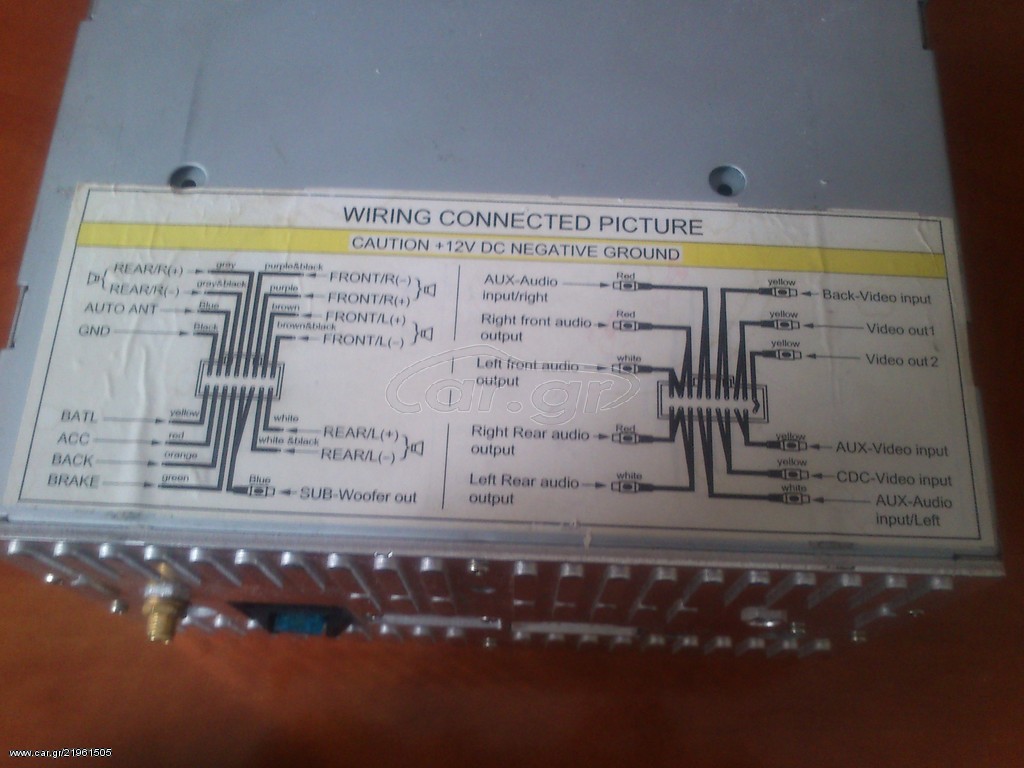 WIRING CONNECTED PICTURE
CAUTION +12V DC NEGATIVE GROUND
REAR/R(+)
gray
REAR/R(-)
gray&black
AUTO ANT
Blue
GND
Black
purple&black
FRONT/R(-)
purple
FRONT/R(+)
brown
FRONT/L(+)
brown&black
FRONT/L(-)
BATL
yellow
ACC
red
BACK
orange
BRAKE
green
white
REAR/L(+)
white &black
REAR/L(-)
Blue
SUB-Woofer out
AUX-Audio
input/right
Red
Right front audio
output
Red
Left front audio
output
white
Right Rear audio
output
Red
Left Rear audio
output
white
yellow
Back-Video input
yellow
Video out1
yellow
Video out 2
yellow
AUX-Video input
yellow
CDC-Video input
white
AUX-Audio
input/Left
car.gr
www.car.gr/21961505